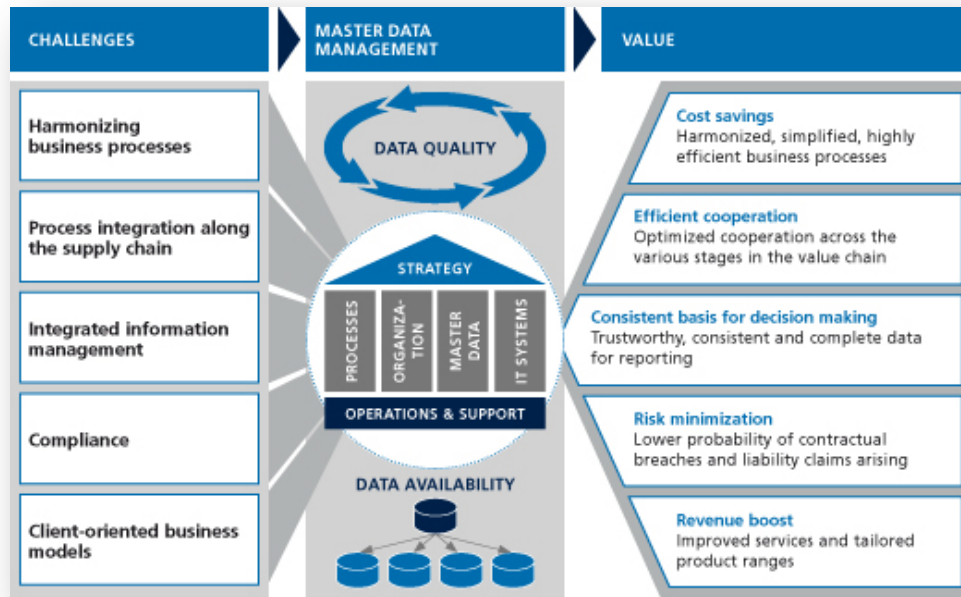 CHALLENGES
MASTER DATA
MANAGEMENT
VALUE
Harmonizing
business processes
Process integration along
the supply chain
Integrated information
management
Compliance
Client-oriented business
models
DATA QUALITY
STRATEGY
PROCESSES
ORGANIZA-
TION
MASTER
DATA
IT SYSTEMS
OPERATIONS & SUPPORT
DATA AVAILABILITY
Cost savings
Harmonized, simplified, highly
efficient business processes
Efficient cooperation
Optimized cooperation across the
various stages in the value chain
Consistent basis for decision making
Trustworthy, consistent and complete data
for reporting
Risk minimization
Lower probability of contractual
breaches and liability claims arising
Revenue boost
Improved services and tailored
product ranges